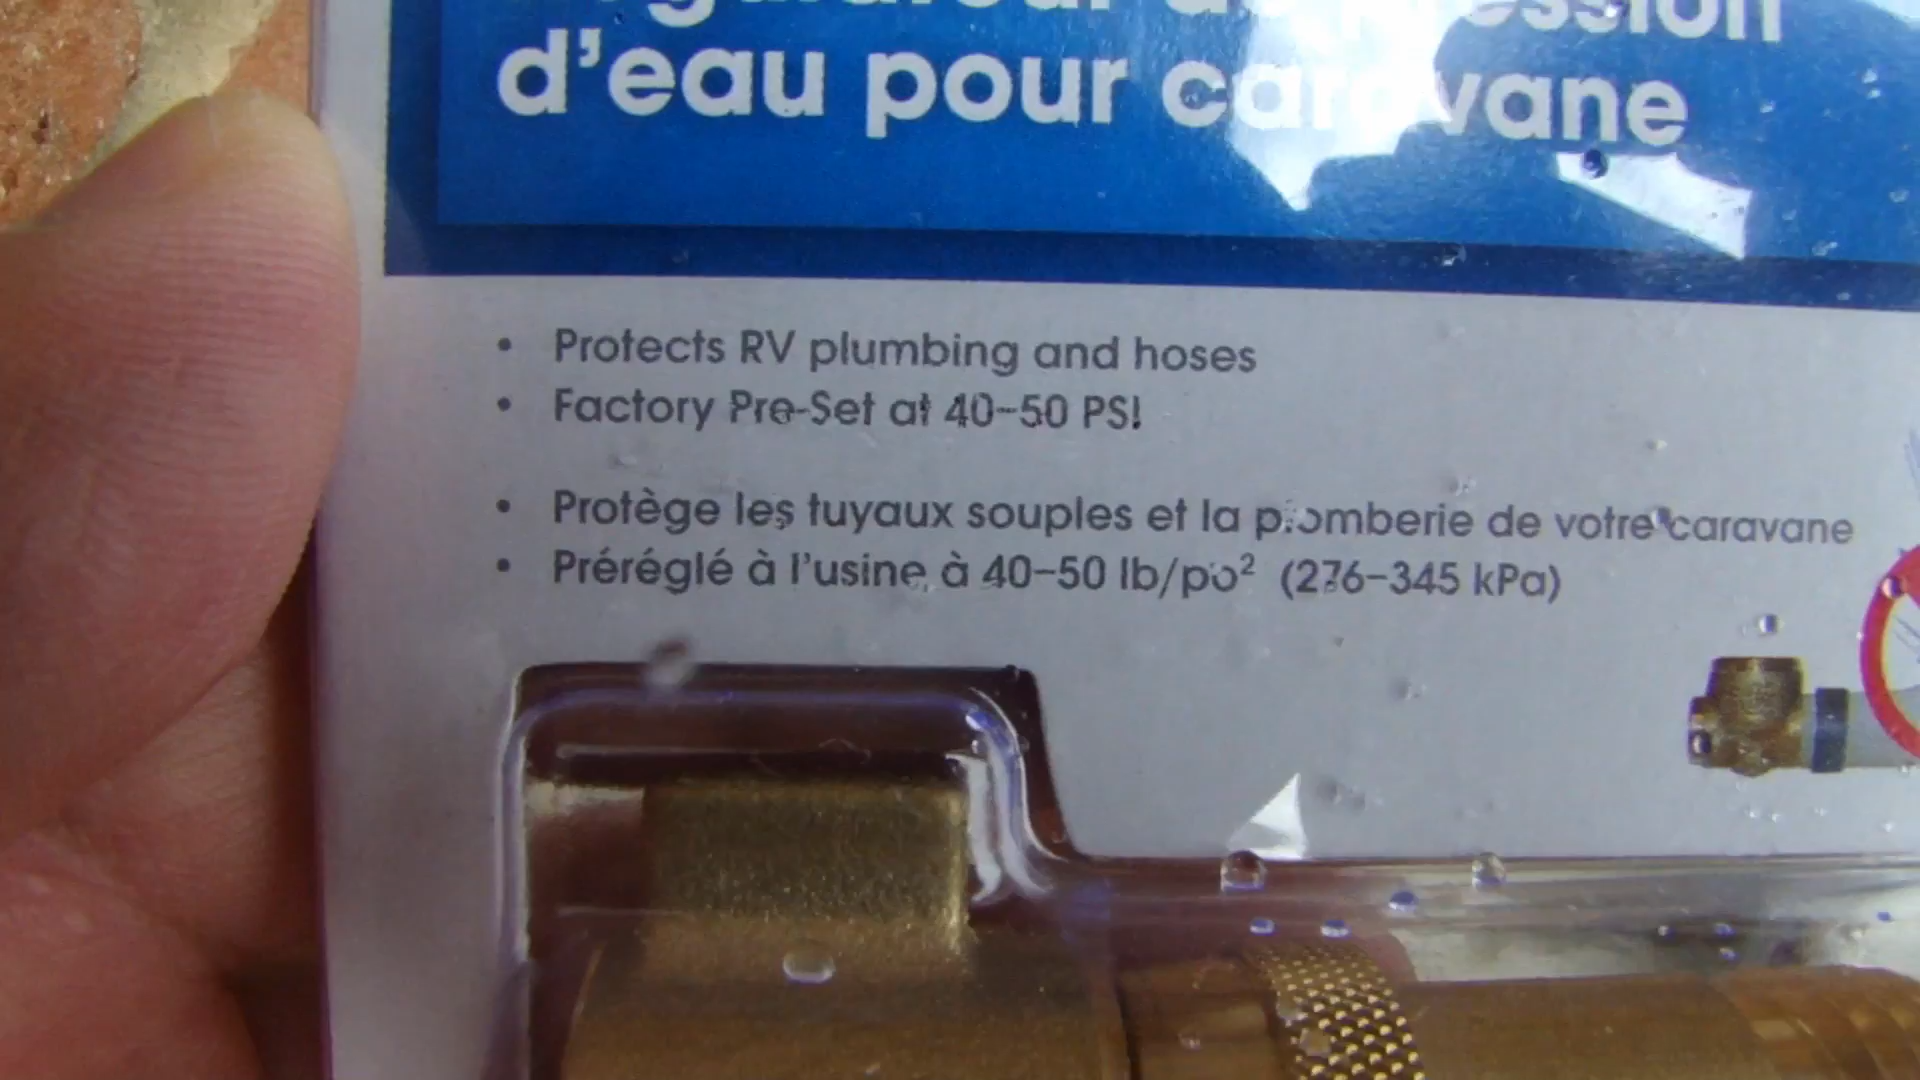 d'eau pour caravane
• Protects RV plumbing and hoses
• Factory Pre-Set at 40–50 PSI
• Protège les tuyaux souples et la plomberie de votre caravane
• Préréglé à l'usine à 40–50 lb/po² (276–345 kPa)